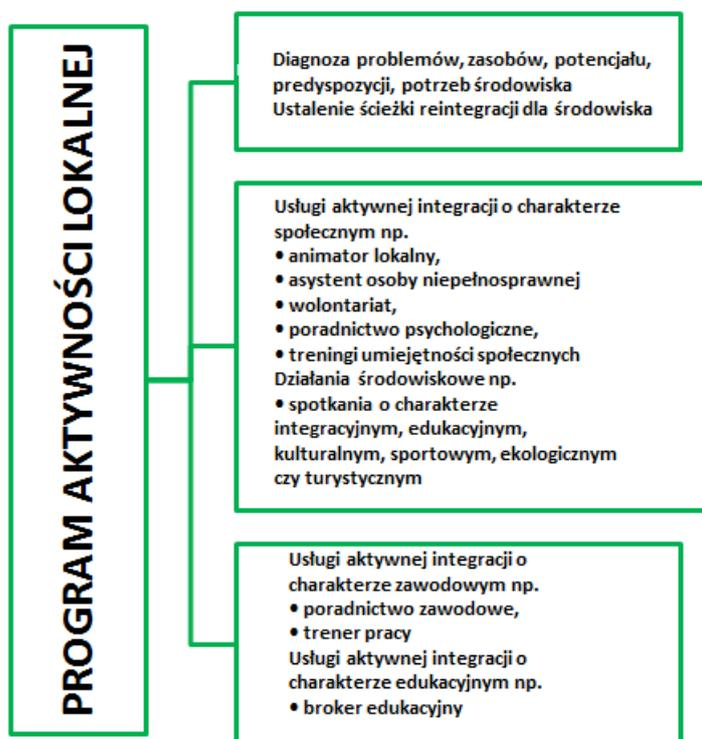 PROGRAM AKTYWNOŚCI LOKALNEJ
Diagnoza problemów, zasobów, potencjału,
predyspozycji, potrzeb środowiska
Ustalenie ścieżki reintegracji dla środowiska
Usługi aktywnej integracji o charakterze
społecznym np.
• animator lokalny,
• asystent osoby niepełnosprawnej
• wolontariat,
• poradnictwo psychologiczne,
• treningi umiejętności społecznych
Działania środowiskowe np.
• spotkania o charakterze
integracyjnym, edukacyjnym,
kulturalnym, sportowym, ekologicznym
czy turystycznym
Usługi aktywnej integracji o
charakterze zawodowym np.
• poradnictwo zawodowe,
• trener pracy
Usługi aktywnej integracji o
charakterze edukacyjnym np.
• broker edukacyjny